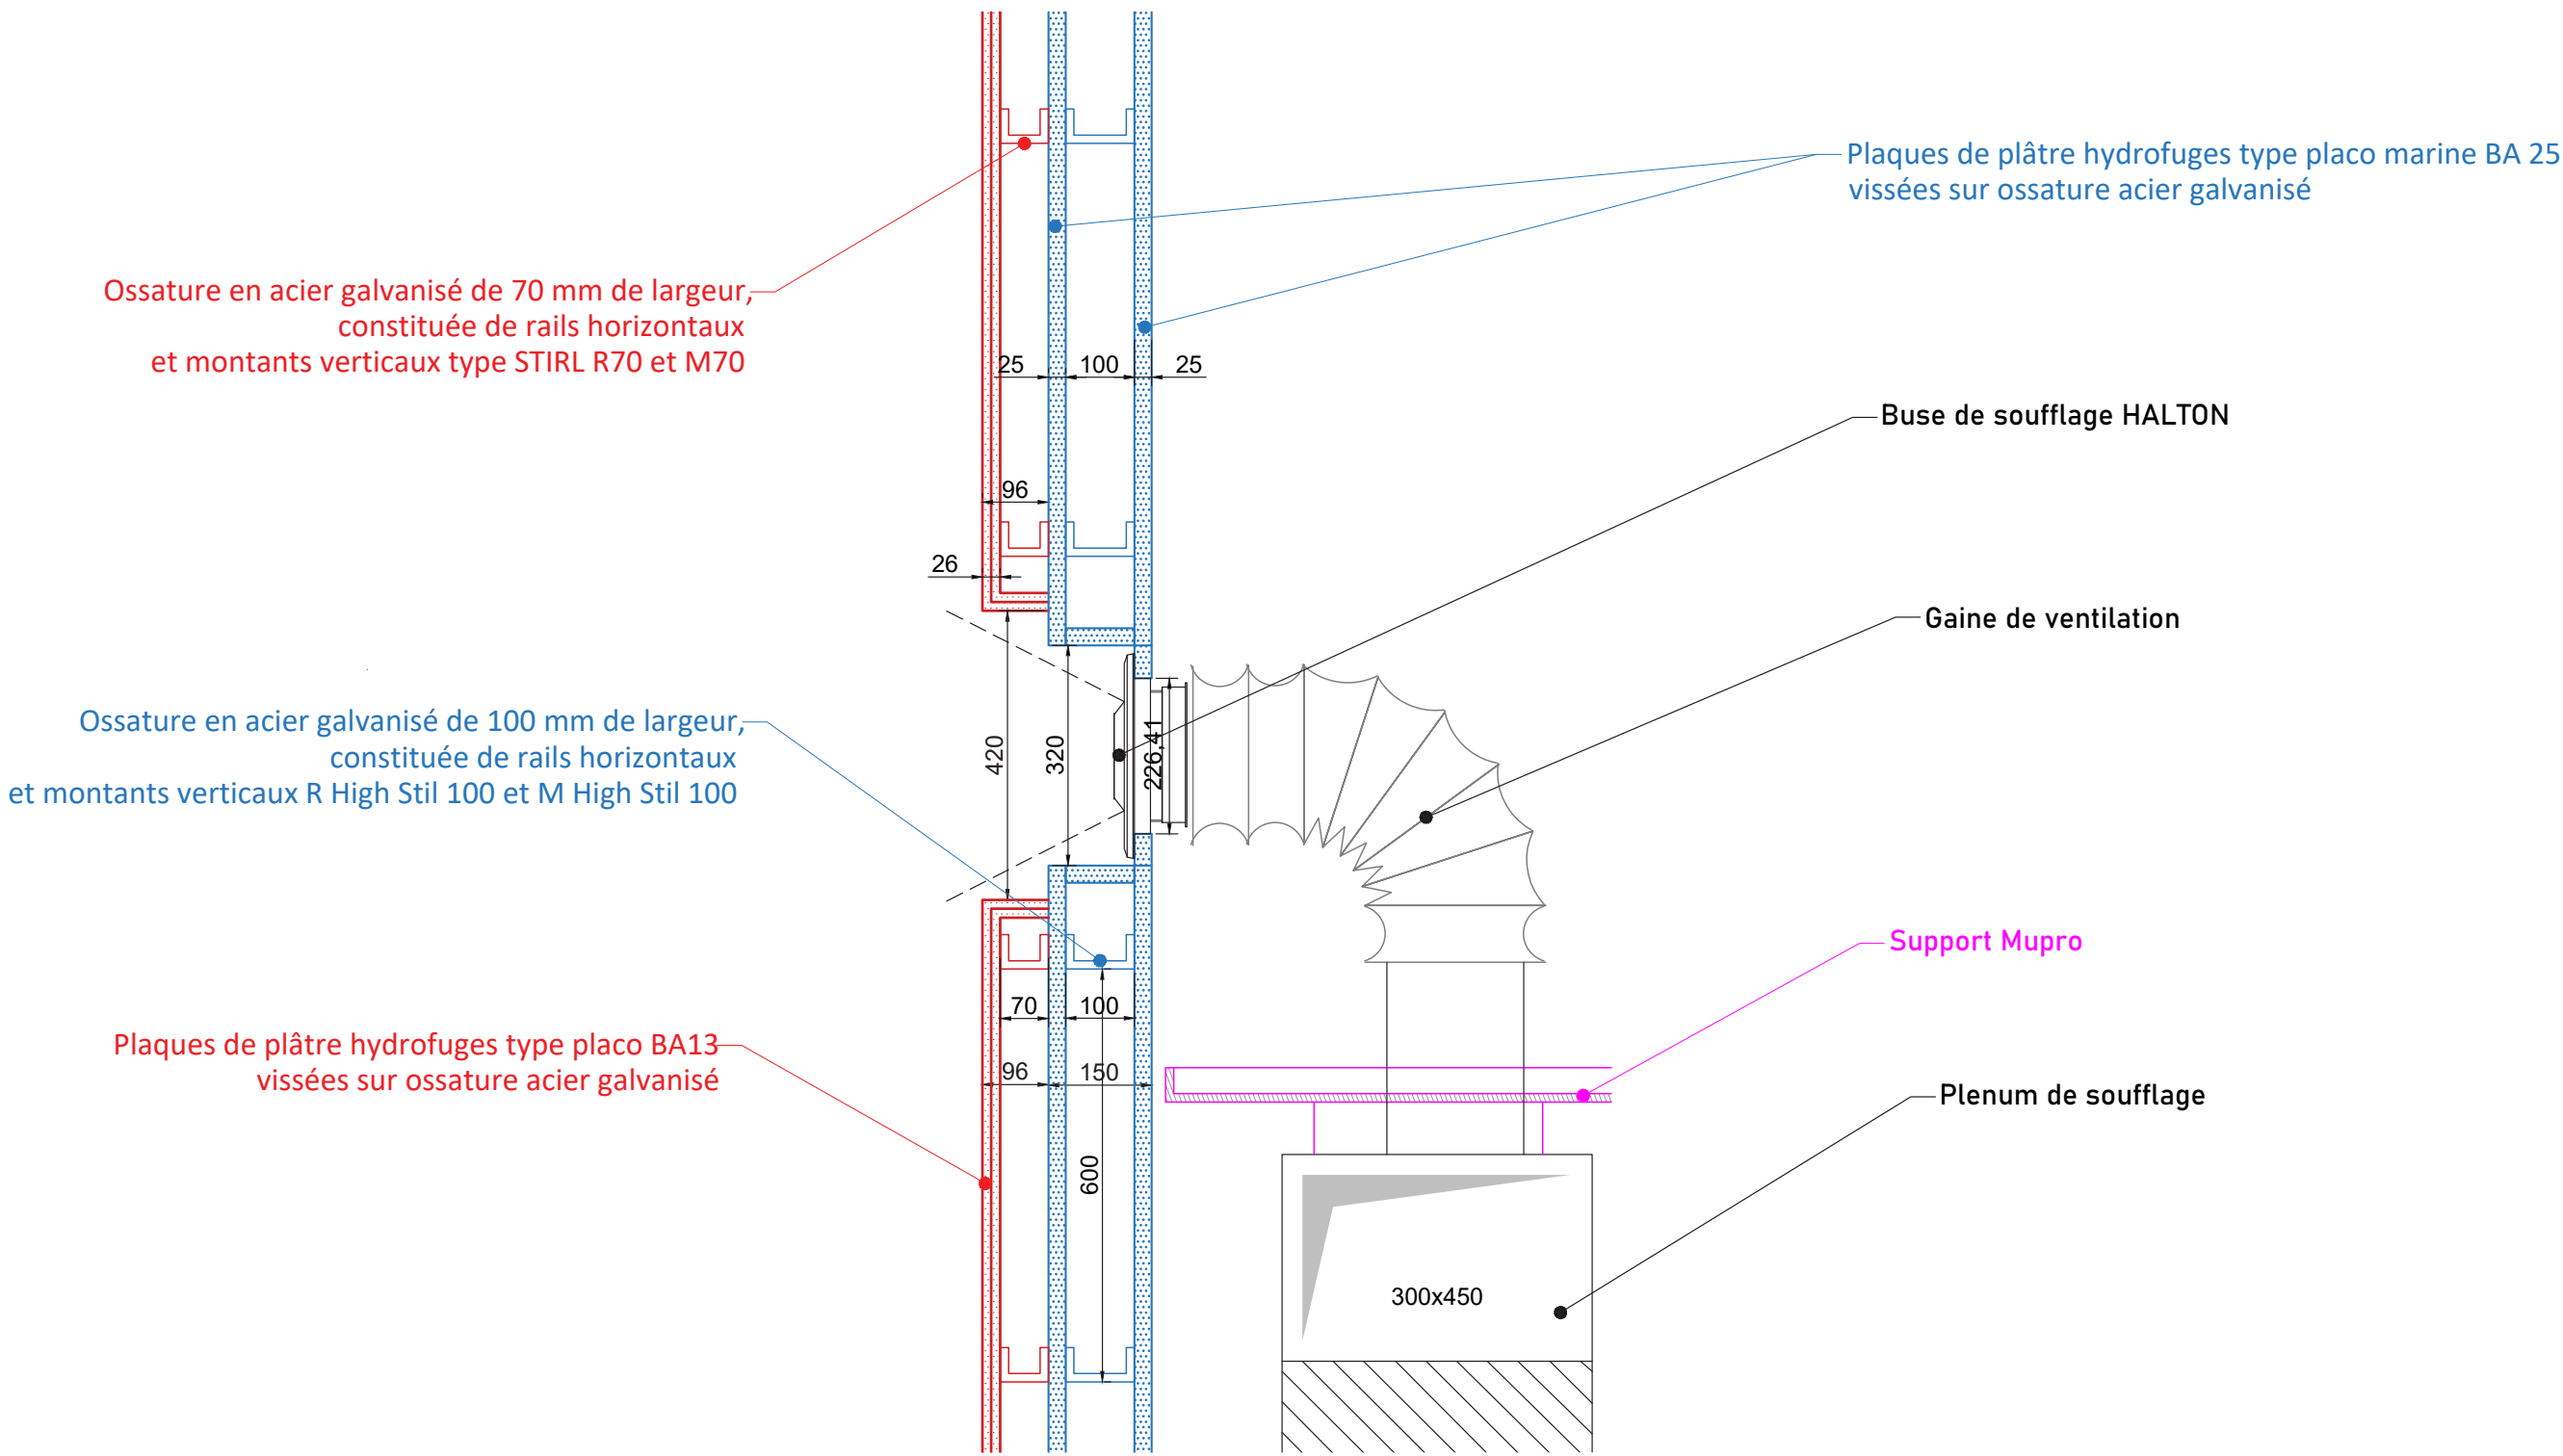 Plaques de plâtre hydrofuges type placo marine BA 25
vissées sur ossature acier galvanisé
Ossature en acier galvanisé de 70 mm de largeur,
constituée de rails horizontaux
et montants verticaux type STIRL R70 et M70
25
100
25
Buse de soufflage HALTON
96
26
Gaine de ventilation
Ossature en acier galvanisé de 100 mm de largeur,
constituée de rails horizontaux
et montants verticaux R High Stil 100 et M High Stil 100
420
320
226,41
Support Mupro
70
100
Plaques de plâtre hydrofuges type placo BA13
vissées sur ossature acier galvanisé
96
150
Plenum de soufflage
600
300x450